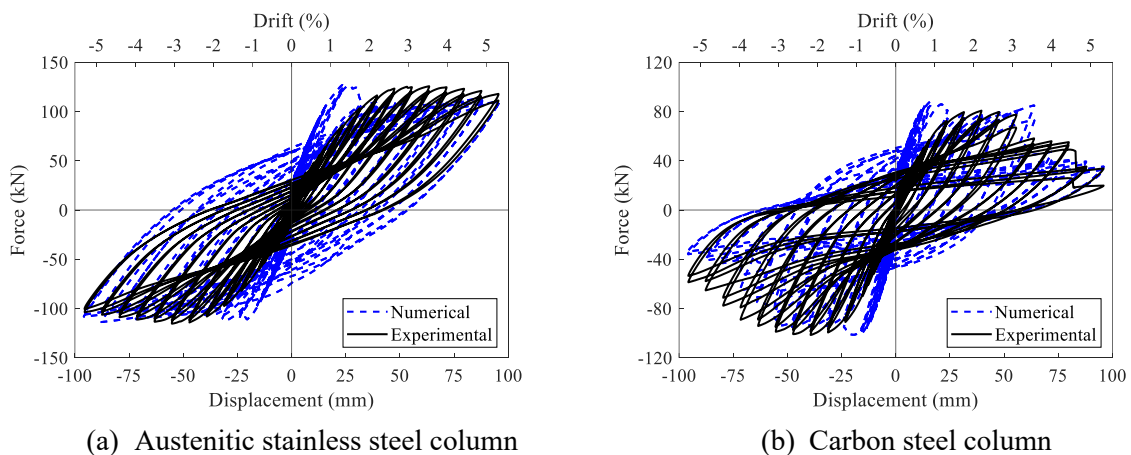 Drift (%)
-5 -4 -3 -2 -1 0 1 2 3 4 5
150
100
50
0
-50
-100
-150
Force (kN)
Numerical
Experimental
-100 -75 -50 -25 0 25 50 75 100
Displacement (mm)
(a) Austenitic stainless steel column
Drift (%)
-5 -4 -3 -2 -1 0 1 2 3 4 5
120
80
40
0
-40
-80
-120
Force (kN)
Numerical
Experimental
-100 -75 -50 -25 0 25 50 75 100
Displacement (mm)
(b) Carbon steel column